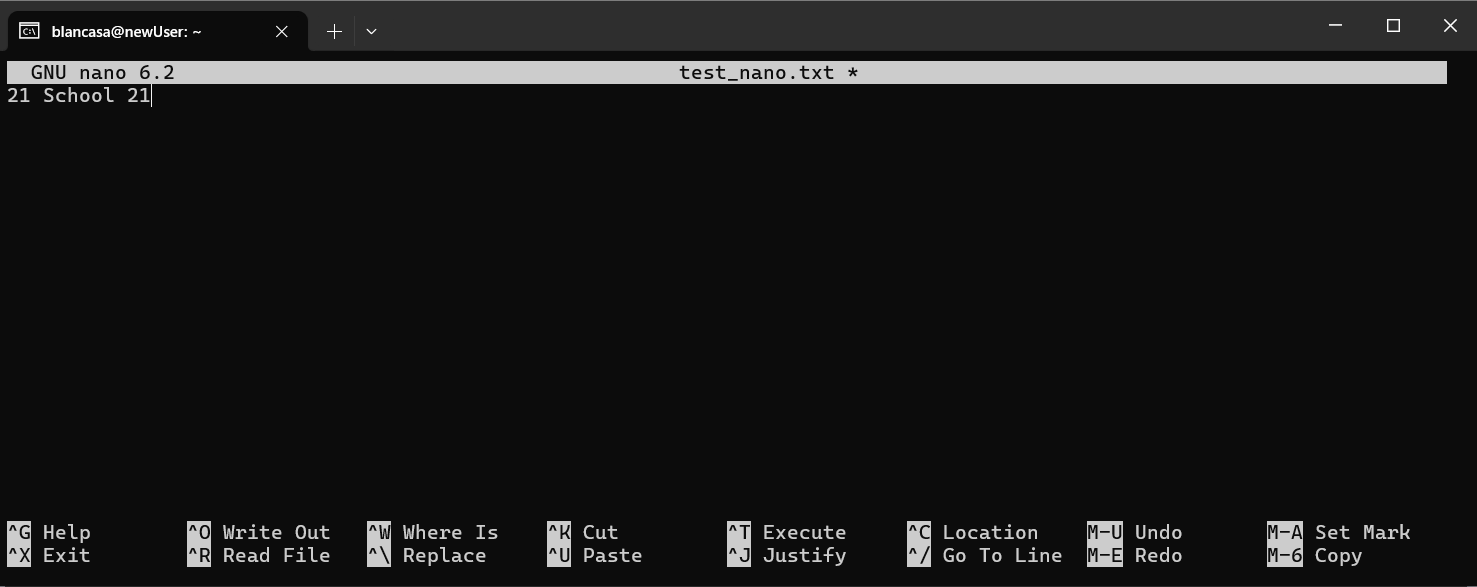 blancasa@newUser: ~
GNU nano 6.2 test_nano.txt *
21 School 21
^G Help ^O Write Out ^W Where Is ^K Cut ^T Execute ^C Location M-U Undo M-A Set Mark
^X Exit ^R Read File ^\ Replace ^U Paste ^J Justify ^/ Go To Line M-E Redo M-6 Copy